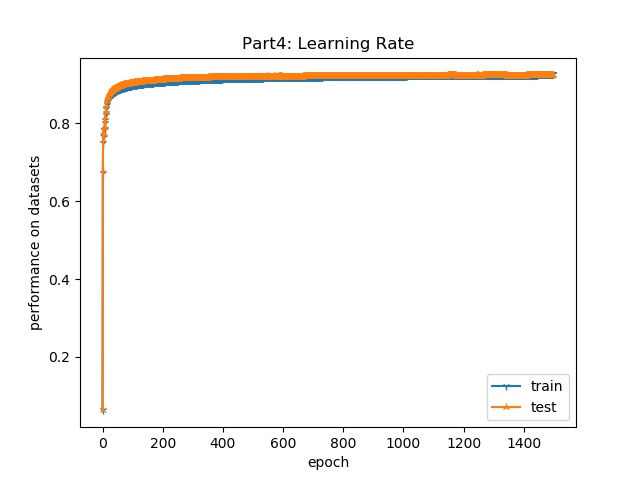 Part4: Learning Rate
performance on datasets
0.8
0.6
0.4
0.2
0 200 400 600 800 1000 1200 1400
epoch
train
test